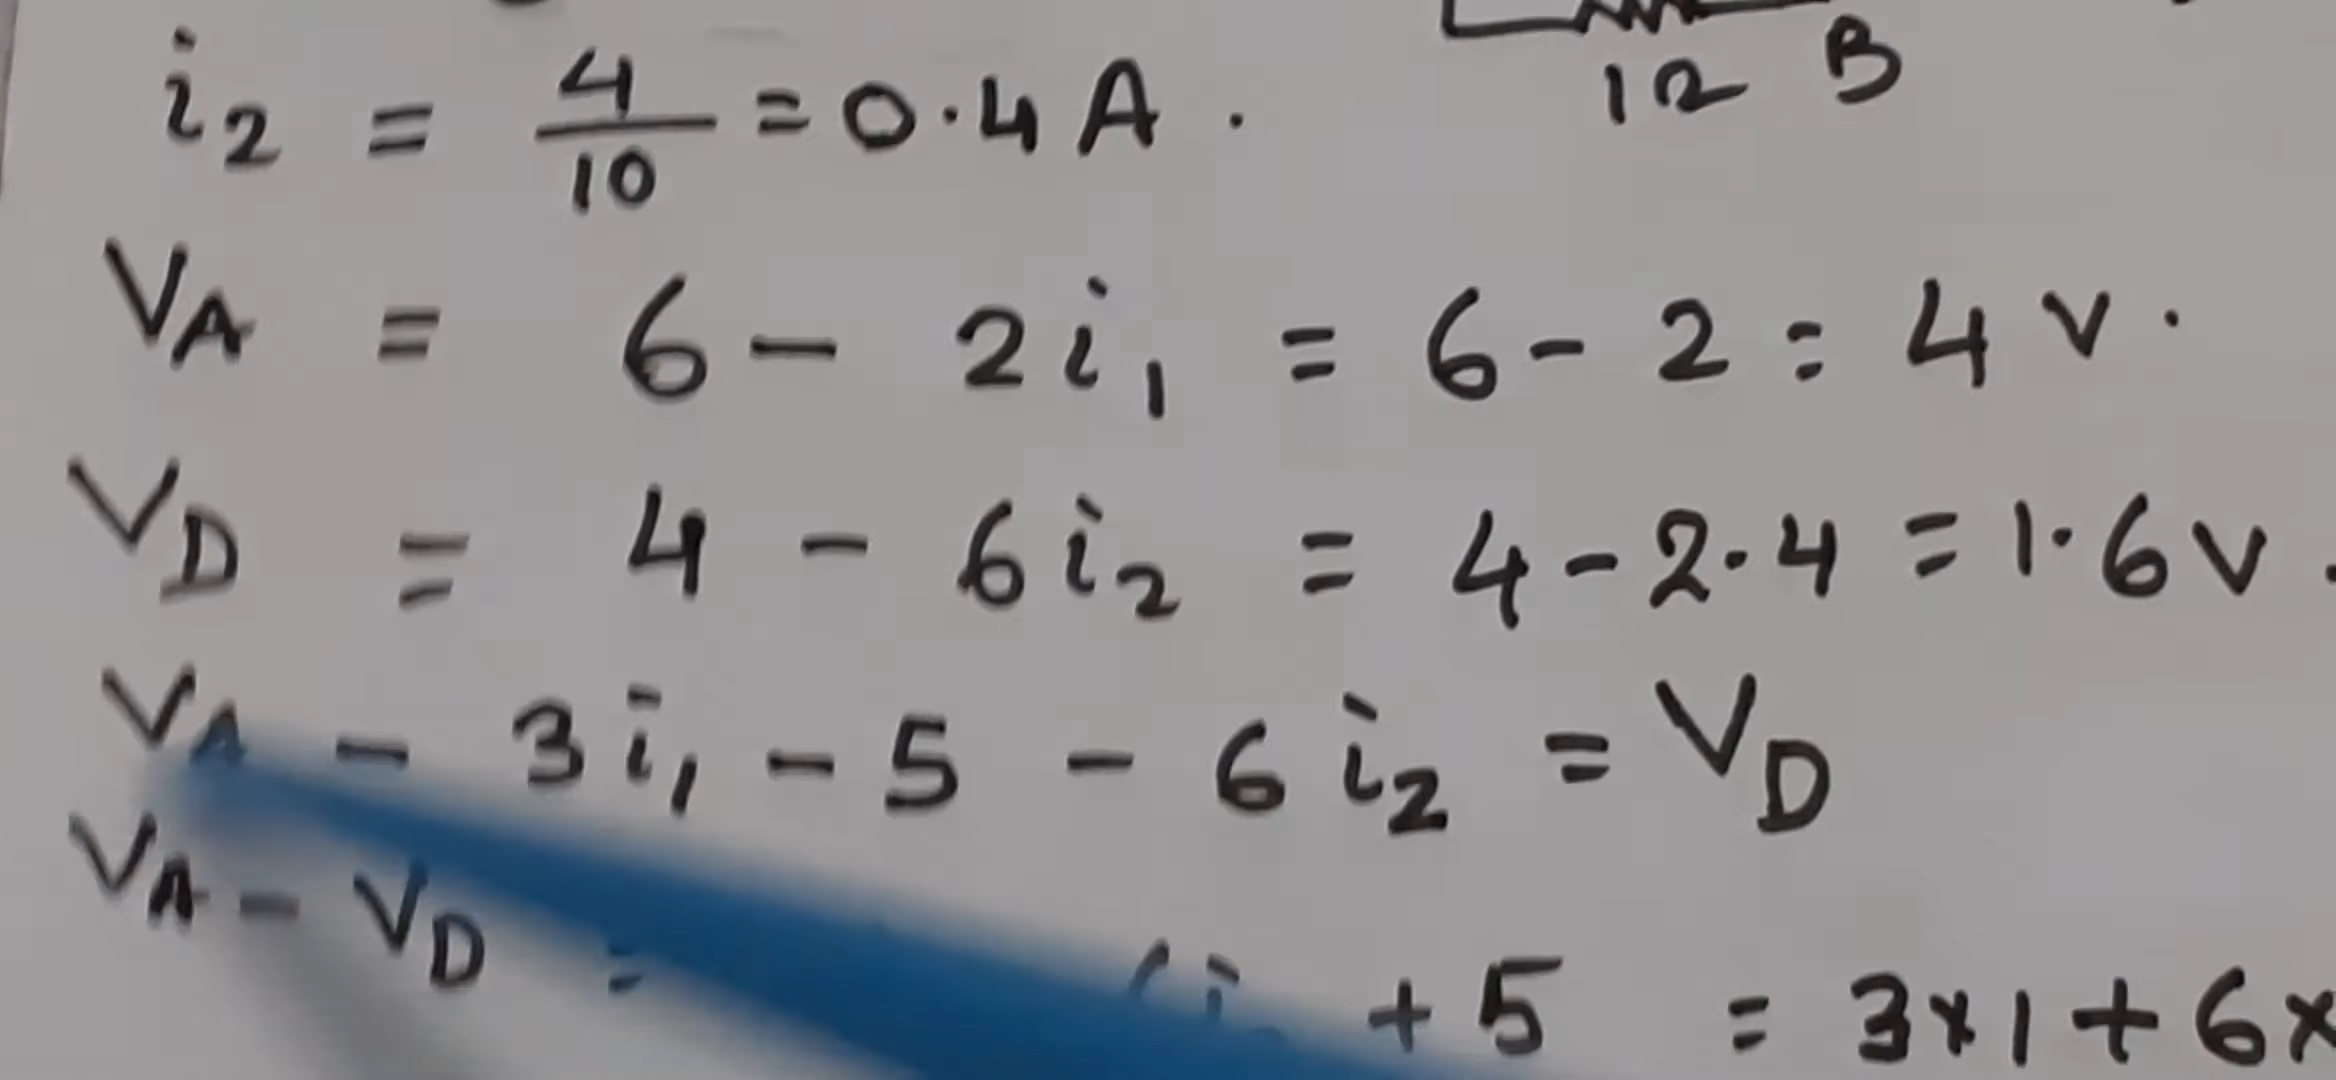 12 B
i₂ = 4/10 = 0.4 A.
V_A = 6 - 2i₁ = 6 - 2 = 4 V.
V_D = 4 - 6i₂ = 4 - 2.4 = 1.6 V.
V_A - 3i₁ - 5 - 6i₂ = V_D
V_A - V_D = + 5 = 3×1 + 6×